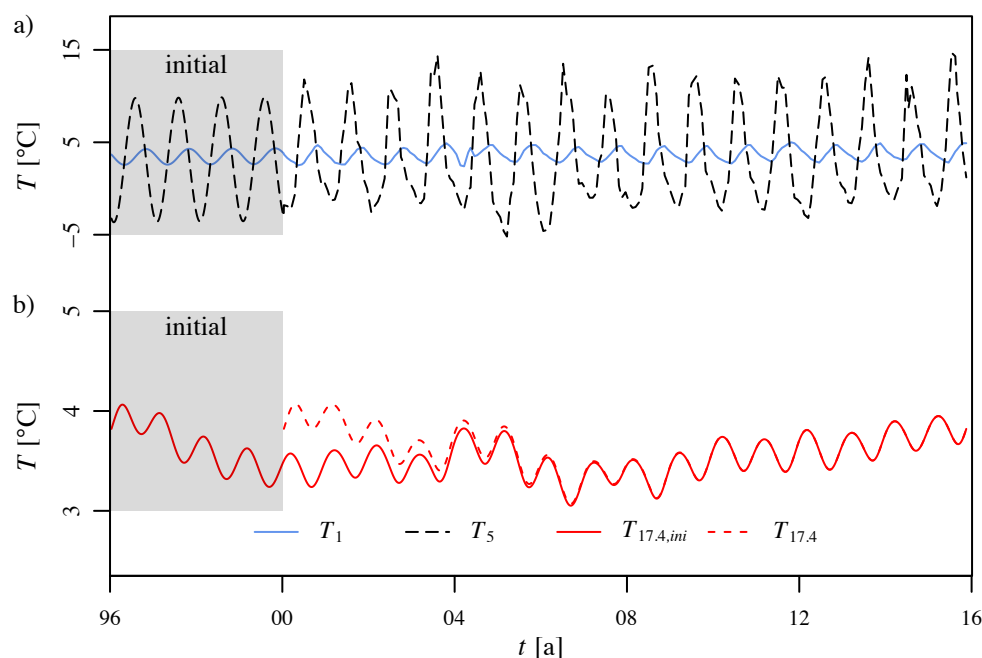 a)
15
5
−5
T [°C]
initial
b)
5
4
3
T [°C]
initial
T1 T5 T17.4,ini T17.4
96 00 04 08 12 16
t [a]